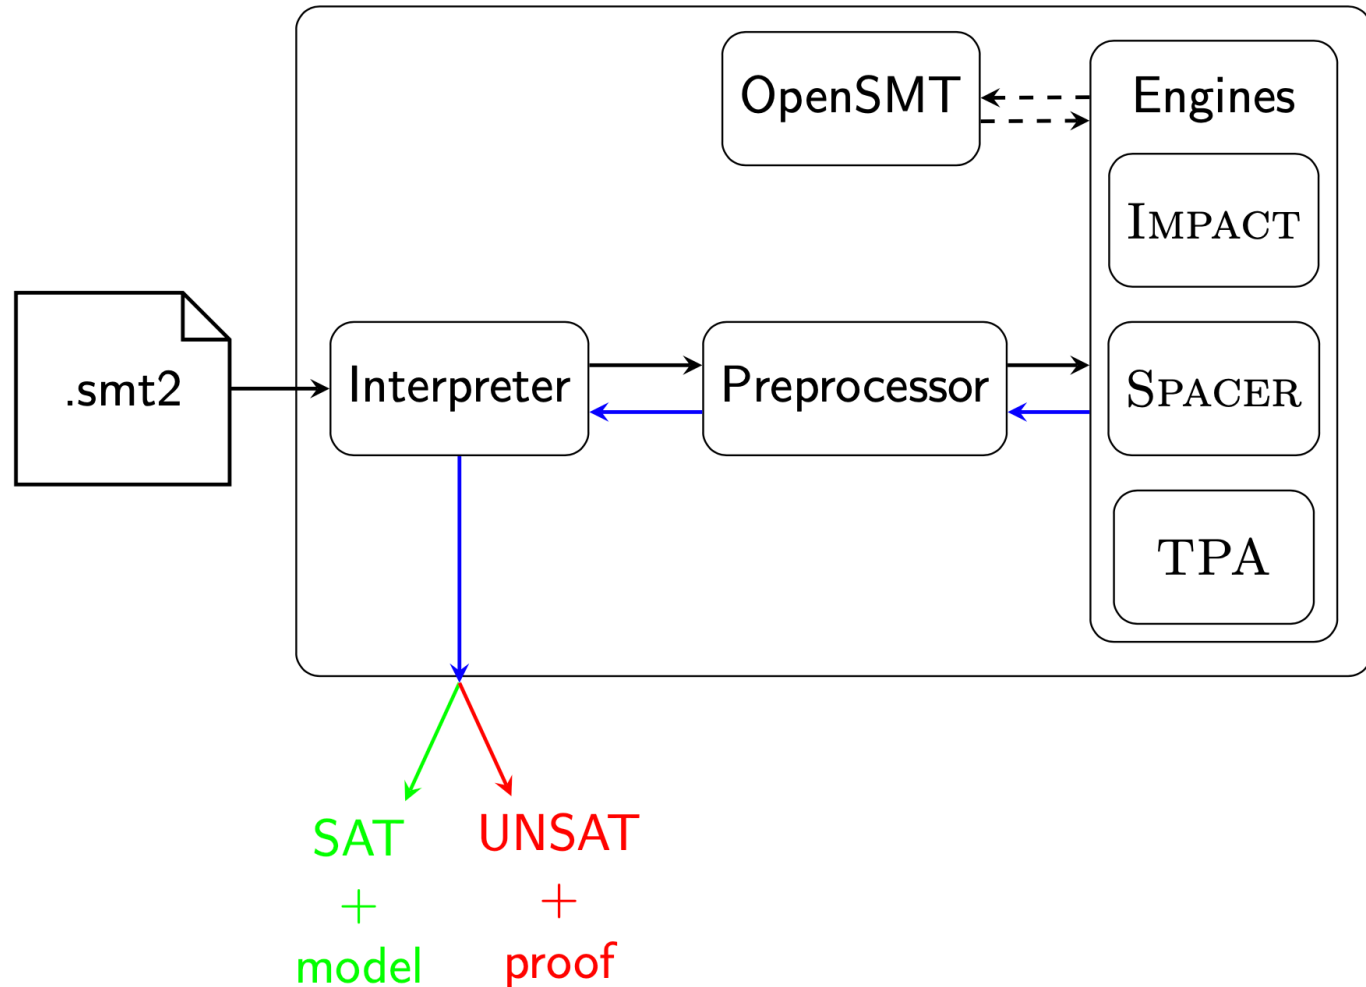 OpenSMT
Engines
IMPACT
.smt2
Interpreter
Preprocessor
SPACER
TPA
SAT
+
model
UNSAT
+
proof